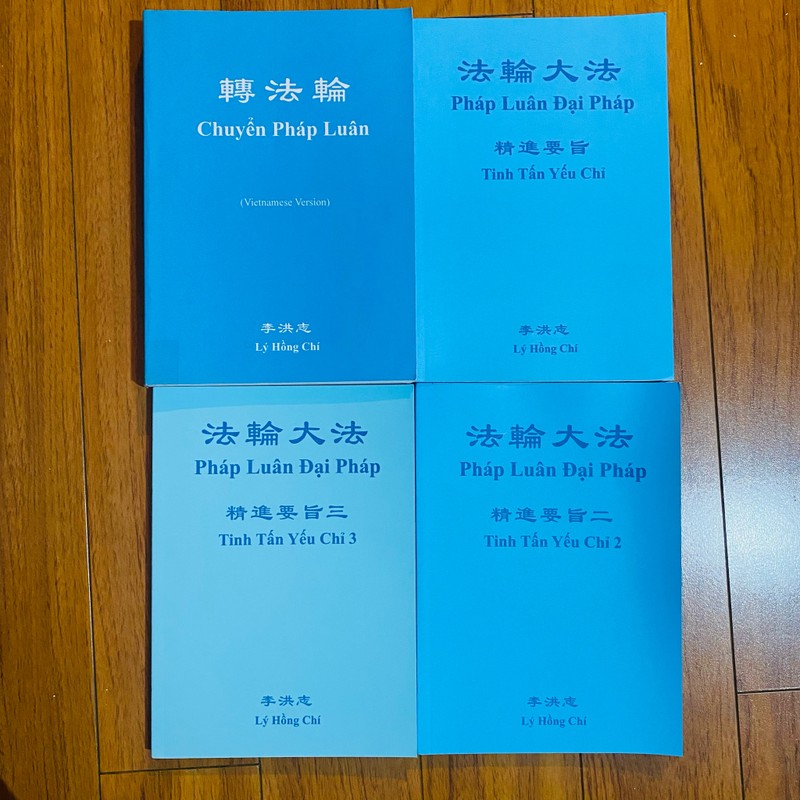 轉法輪
Chuyển Pháp Luân
(Vietnamese Version)
李洪志
Lý Hồng Chí
法輪大法
Pháp Luân Đại Pháp
精進要旨
Tinh Tấn Yếu Chỉ
李洪志
Lý Hồng Chí
法輪大法
Pháp Luân Đại Pháp
精進要旨三
Tinh Tấn Yếu Chỉ 3
李洪志
Lý Hồng Chí
法輪大法
Pháp Luân Đại Pháp
精進要旨二
Tinh Tấn Yếu Chỉ 2
李洪志
Lý Hồng Chí